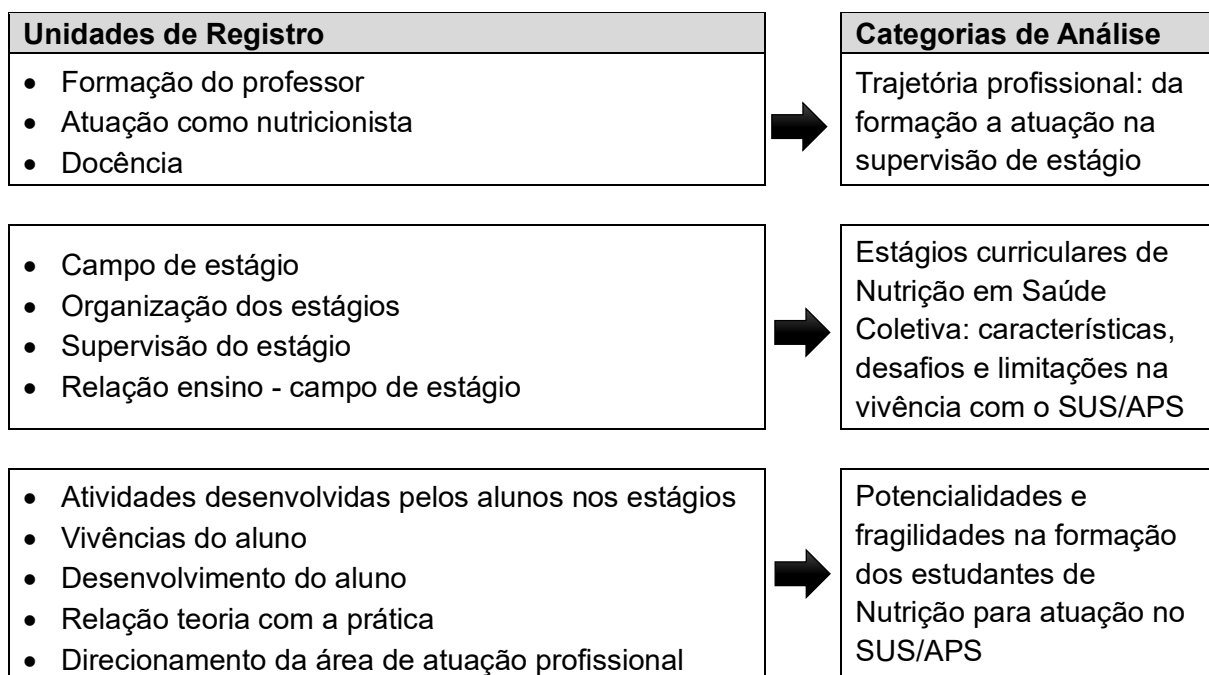 Unidades de Registro
• Formação do professor
• Atuação como nutricionista
• Docência
Categorias de Análise
Trajetória profissional: da
formação a atuação na
supervisão de estágio
• Campo de estágio
• Organização dos estágios
• Supervisão do estágio
• Relação ensino - campo de estágio
Estágios curriculares de
Nutrição em Saúde
Coletiva: características,
desafios e limitações na
vivência com o SUS/APS
• Atividades desenvolvidas pelos alunos nos estágios
• Vivências do aluno
• Desenvolvimento do aluno
• Relação teoria com a prática
• Direcionamento da área de atuação profissional
Potencialidades e
fragilidades na formação
dos estudantes de
Nutrição para atuação no
SUS/APS